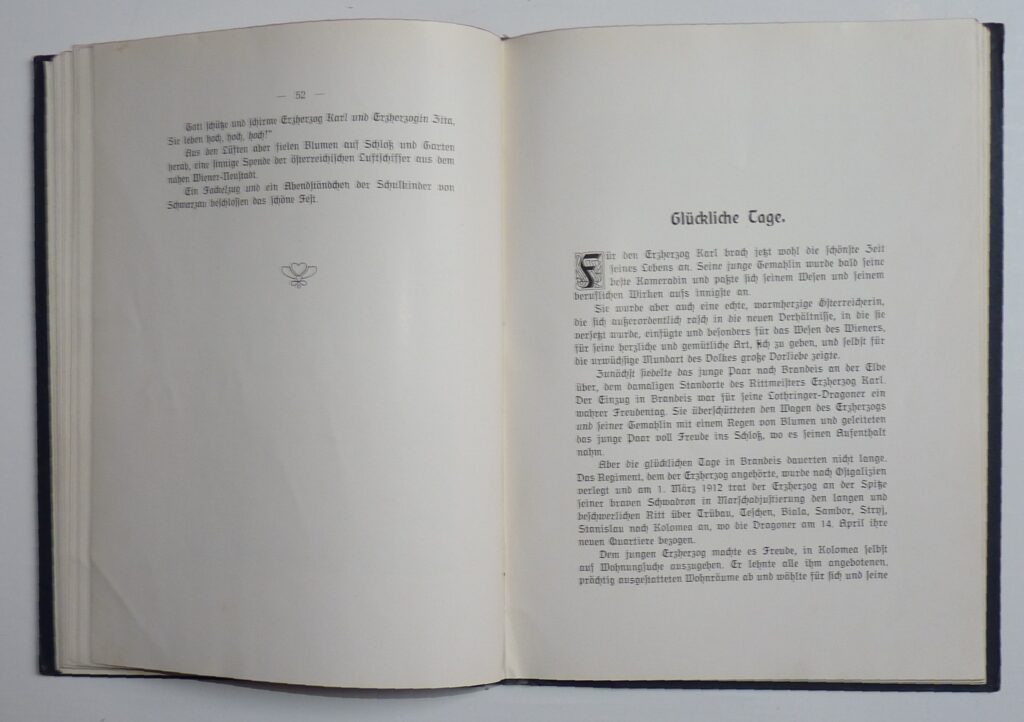 — 52 —
Gott schütze und schirme Erzherzog Karl und Erzherzogin Zita,
Sie leben hoch, hoch, hoch!"
Aus den Lüften aber fielen Blumen auf Schloß und Garten
herab, eine sinnige Spende der österreichischen Luftschiffer aus dem
nahen Wiener-Neustadt.
Ein Fackelzug und ein Abendständchen der Schulkinder von
Schwarzau beschlossen das schöne Fest.
Glückliche Tage.
Für den Erzherzog Karl brach jetzt wohl die schönste Zeit
seines Lebens an. Seine junge Gemahlin wurde bald seine
beste Kameradin und paßte sich seinem Wesen und seinem
beruflichen Wirken aufs innigste an.
Sie wurde aber auch eine echte, warmherzige Österreicherin,
die sich außerordentlich rasch in die neuen Verhältnisse, in die sie
versetzt wurde, einfügte und besonders für das Wesen des Wieners,
für seine herzliche und gemütliche Art, sich zu geben, und selbst für
die urwüchsige Mundart des Volkes große Vorliebe zeigte.
Zunächst siedelte das junge Paar nach Brandeis an der Elbe
über, dem damaligen Standorte des Rittmeisters Erzherzog Karl.
Der Einzug in Brandeis war für seine Lothringer-Dragoner ein
wahrer Freudentag. Sie überschütteten den Wagen des Erzherzogs
und seiner Gemahlin mit einem Regen von Blumen und geleiteten
das junge Paar voll Freude ins Schloß, wo es seinen Aufenthalt
nahm.
Aber die glücklichen Tage in Brandeis dauerten nicht lange.
Das Regiment, dem der Erzherzog angehörte, wurde nach Ostgalizien
verlegt und am 1. März 1912 trat der Erzherzog an der Spitze
seiner braven Schwadron in Marschadjustierung den langen und
beschwerlichen Ritt über Trübau, Teschen, Biala, Sambor, Stryj,
Stanislau nach Kolomea an, wo die Dragoner am 14. April ihre
neuen Quartiere bezogen.
Dem jungen Erzherzog machte es Freude, in Kolomea selbst
auf Wohnungsuche auszugehen. Er lehnte alle ihm angebotenen,
prächtig ausgestatteten Wohnräume ab und wählte für sich und seine